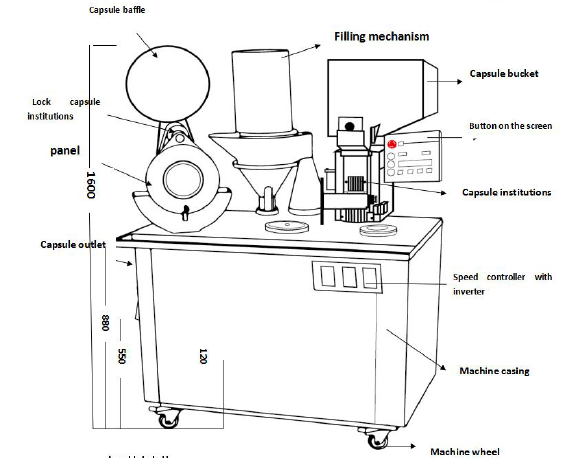 Capsule baffle
Filling mechanism
Capsule bucket
Lock capsule
institutions
Button on the screen
panel
1600
Capsule institutions
Capsule outlet
Speed controller with
inverter
880
550
120
Machine casing
Machine wheel